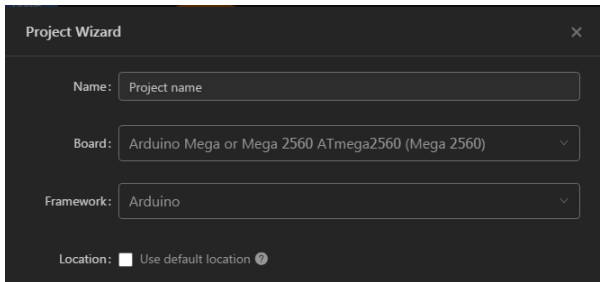 Project Wizard
Name: Project name
Board: Arduino Mega or Mega 2560 ATmega2560 (Mega 2560)
Framework: Arduino
Location: Use default location ?